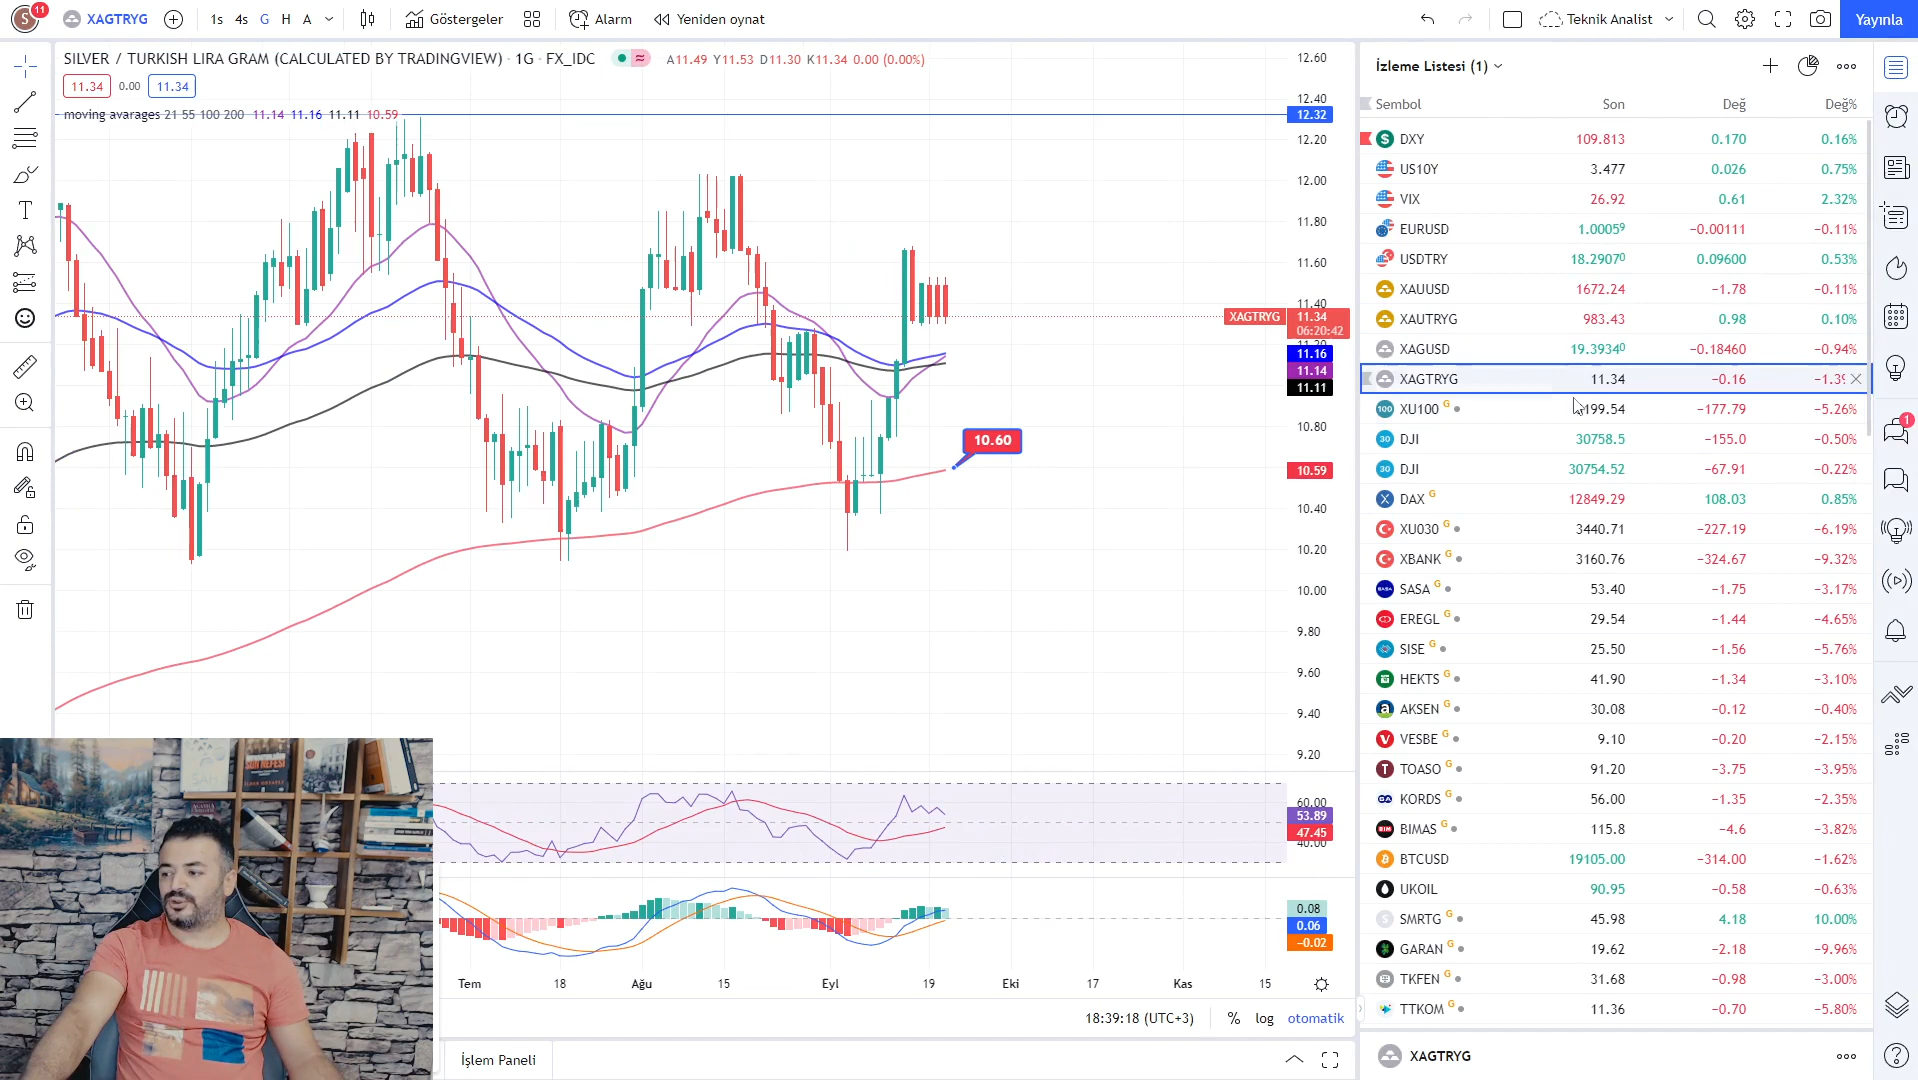 S 11 XAGTRYG 1s 4s G H A Göstergeler Alarm Yeniden oynat Teknik Analist Yayınla
SILVER / TURKISH LIRA GRAM (CALCULATED BY TRADINGVIEW) · 1G · FX_IDC A11.49 Y11.53 D11.30 K11.34 0.00 (0.00%)
11.34 0.00 11.34
moving avarages 21 55 100 200 11.14 11.16 11.11 10.59
12.60
12.40
12.32
12.20
12.00
11.80
11.60
11.40
XAGTRYG 11.34
06:20:42
11.20
11.16
11.14
11.11
10.80
10.60
10.59
10.40
10.20
10.00
9.80
9.60
9.40
9.20
60.00
53.89
47.45
40.00
0.08
0.06
−0.02
Tem 18 Ağu 15 Eyl 19 Eki 17 Kas 15
18:39:18 (UTC+3) % log otomatik
İşlem Paneli
İzleme Listesi (1)
Sembol Son Değ Değ%
DXY 109.813 0.170 0.16%
US10Y 3.477 0.026 0.75%
VIX 26.92 0.61 2.32%
EURUSD 1.00059 −0.00111 −0.11%
USDTRY 18.29070 0.09600 0.53%
XAUUSD 1672.24 −1.78 −0.11%
XAUTRYG 983.43 0.98 0.10%
XAGUSD 19.39340 −0.18460 −0.94%
XAGTRYG 11.34 −0.16 −1.39
100 XU100 G 199.54 −177.79 −5.26%
30 DJI 30758.5 −155.0 −0.50%
30 DJI 30754.52 −67.91 −0.22%
DAX G 12849.29 108.03 0.85%
XU030 G 3440.71 −227.19 −6.19%
XBANK G 3160.76 −324.67 −9.32%
SASA G 53.40 −1.75 −3.17%
EREGL G 29.54 −1.44 −4.65%
SISE G 25.50 −1.56 −5.76%
HEKTS G 41.90 −1.34 −3.10%
AKSEN G 30.08 −0.12 −0.40%
VESBE G 9.10 −0.20 −2.15%
TOASO G 91.20 −3.75 −3.95%
KORDS G 56.00 −1.35 −2.35%
BIMAS G 115.8 −4.6 −3.82%
BTCUSD 19105.00 −314.00 −1.62%
UKOIL 90.95 −0.58 −0.63%
SMRTG G 45.98 4.18 10.00%
GARAN G 19.62 −2.18 −9.96%
TKFEN G 31.68 −0.98 −3.00%
TTKOM G 11.36 −0.70 −5.80%
XAGTRYG
1